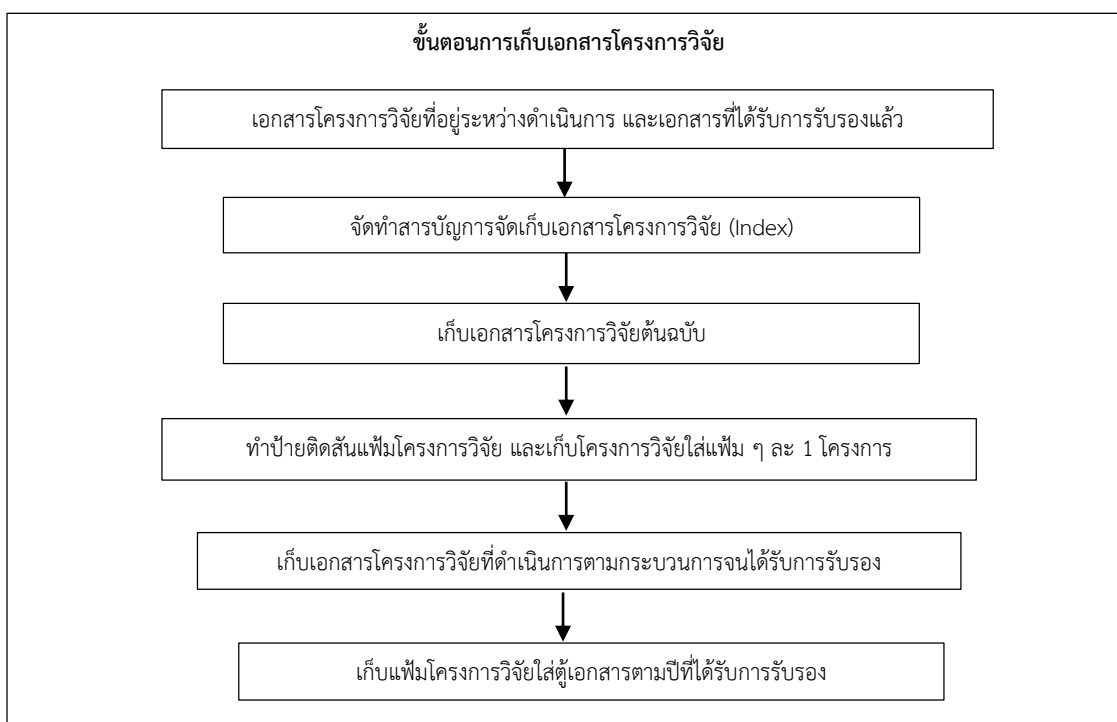 ขั้นตอนการเก็บเอกสารโครงการวิจัย
เอกสารโครงการวิจัยที่อยู่ระหว่างดำเนินการ และเอกสารที่ได้รับการรับรองแล้ว
จัดทำสารบัญการจัดเก็บเอกสารโครงการวิจัย (Index)
เก็บเอกสารโครงการวิจัยต้นฉบับ
ทำป้ายติดสันแฟ้มโครงการวิจัย และเก็บโครงการวิจัยใส่แฟ้ม ๆ ละ 1 โครงการ
เก็บเอกสารโครงการวิจัยที่ดำเนินการตามกระบวนการจนได้รับการรับรอง
เก็บแฟ้มโครงการวิจัยใส่ตู้เอกสารตามปีที่ได้รับการรับรอง